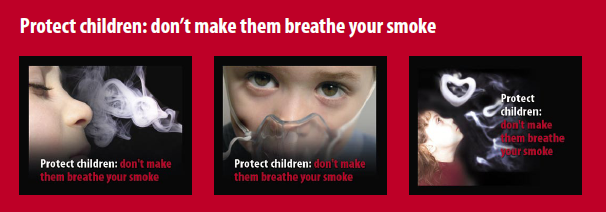 Protect children: don't make them breathe your smoke
Protect children: don't make
them breathe your smoke
Protect children: don't make
them breathe your smoke
Protect
children:
don't make
them breathe
your smoke